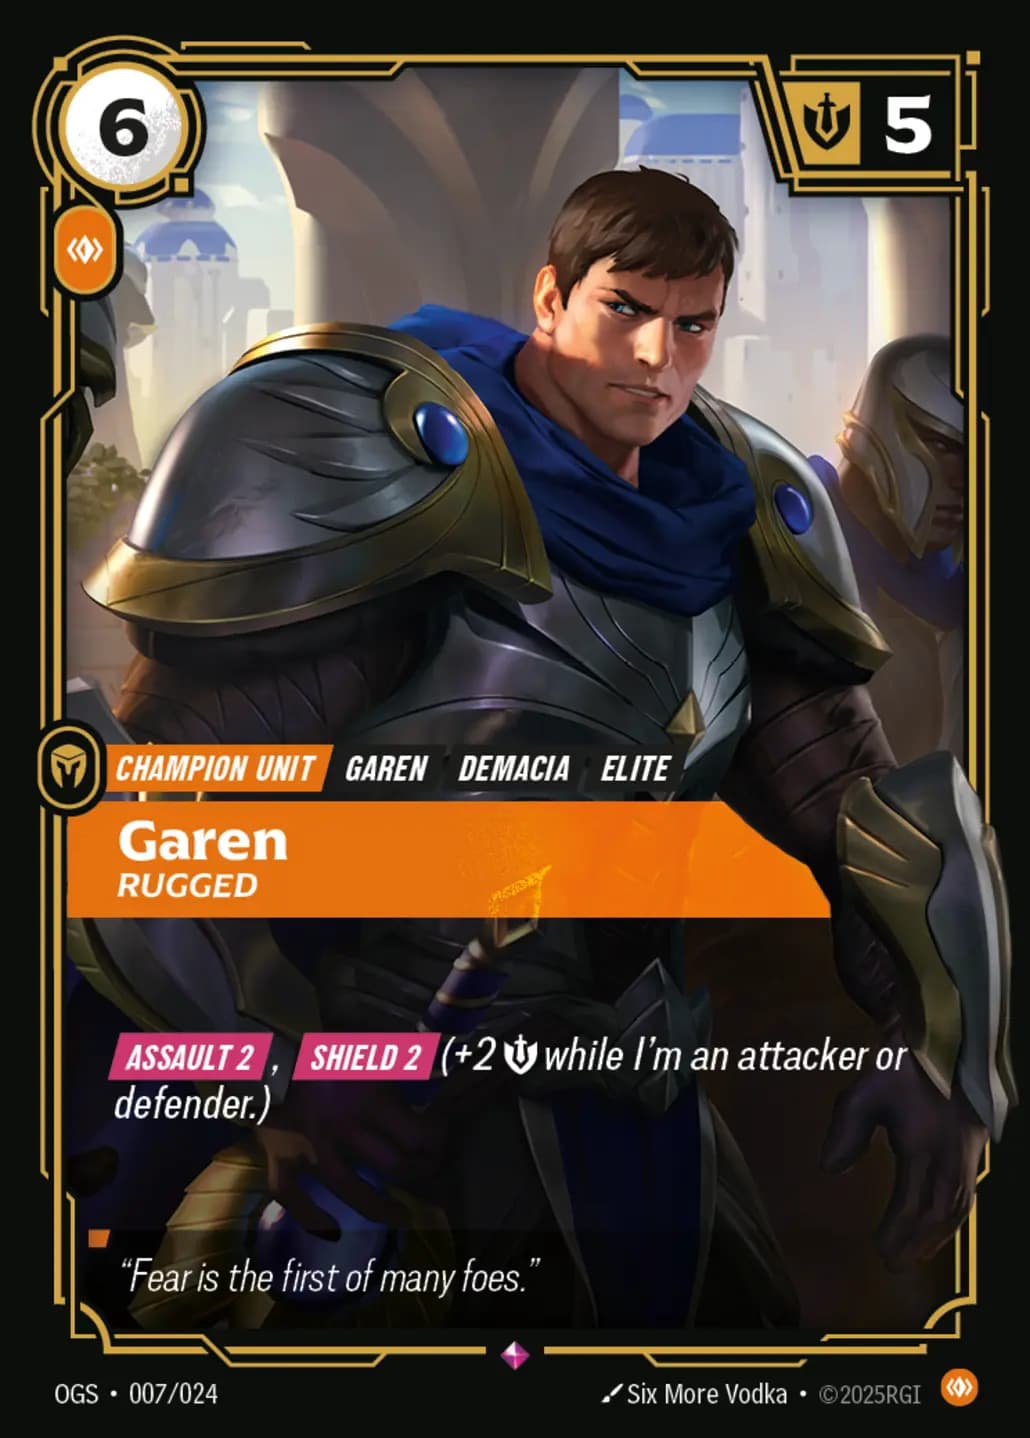 6
5
CHAMPION UNIT GAREN DEMACIA ELITE
Garen
RUGGED
ASSAULT 2 , SHIELD 2 (+2 while I'm an attacker or
defender.)
“Fear is the first of many foes.”
OGS • 007/024
Six More Vodka • ©2025RGI